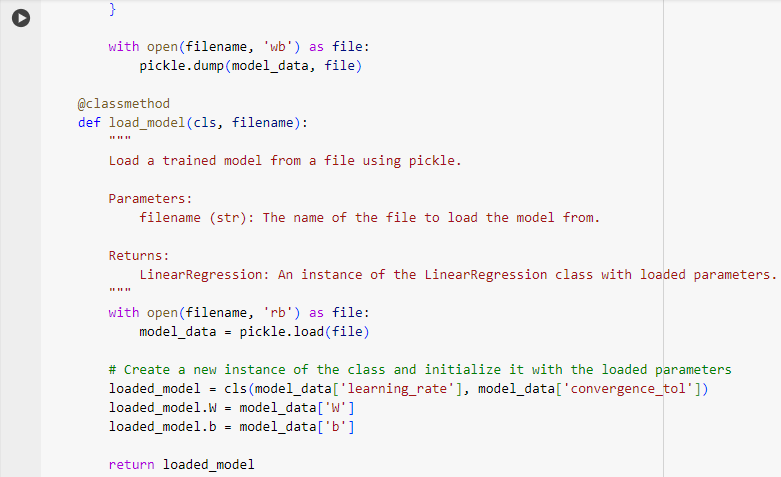 }
with open(filename, 'wb') as file:
pickle.dump(model_data, file)
@classmethod
def load_model(cls, filename):
"""
Load a trained model from a file using pickle.
Parameters:
filename (str): The name of the file to load the model from.
Returns:
LinearRegression: An instance of the LinearRegression class with loaded parameters.
"""
with open(filename, 'rb') as file:
model_data = pickle.load(file)
# Create a new instance of the class and initialize it with the loaded parameters
loaded_model = cls(model_data['learning_rate'], model_data['convergence_tol'])
loaded_model.W = model_data['W']
loaded_model.b = model_data['b']
return loaded_model